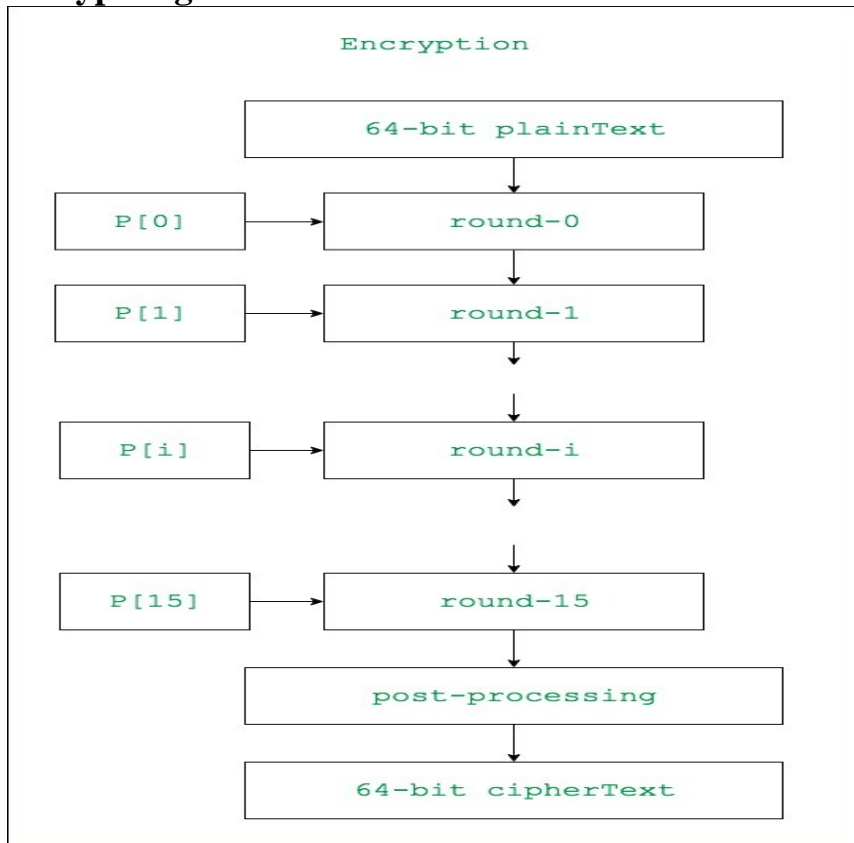 Encryption
64-bit plainText
P[0] round-0
P[1] round-1
P[i] round-i
P[15] round-15
post-processing
64-bit cipherText